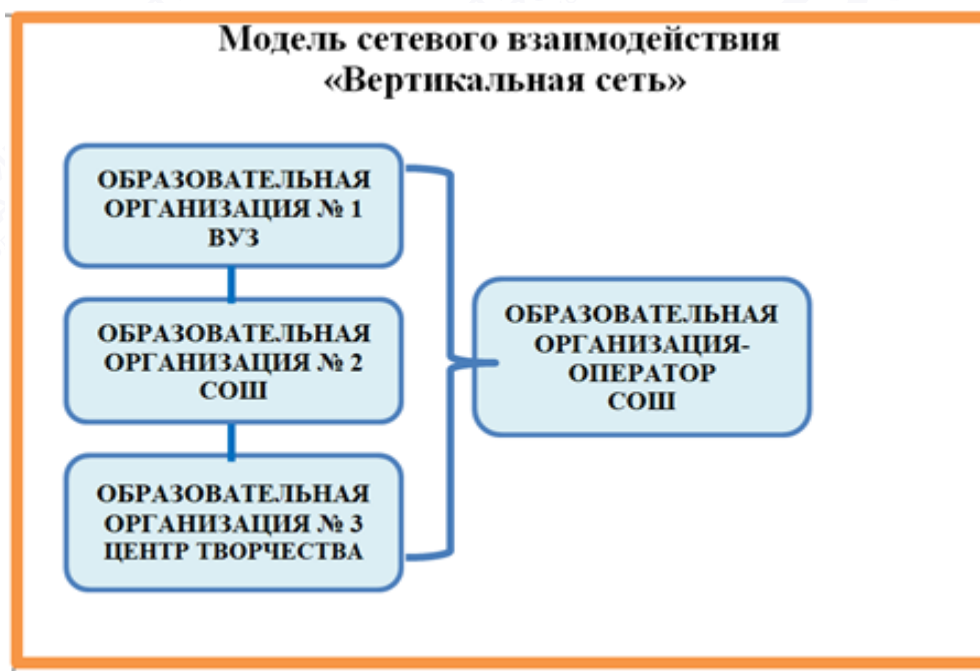 Модель сетевого взаимодействия
«Вертикальная сеть»
ОБРАЗОВАТЕЛЬНАЯ
ОРГАНИЗАЦИЯ № 1
ВУЗ
ОБРАЗОВАТЕЛЬНАЯ
ОРГАНИЗАЦИЯ № 2
СОШ
ОБРАЗОВАТЕЛЬНАЯ
ОРГАНИЗАЦИЯ № 3
ЦЕНТР ТВОРЧЕСТВА
ОБРАЗОВАТЕЛЬНАЯ
ОРГАНИЗАЦИЯ-
ОПЕРАТОР
СОШ